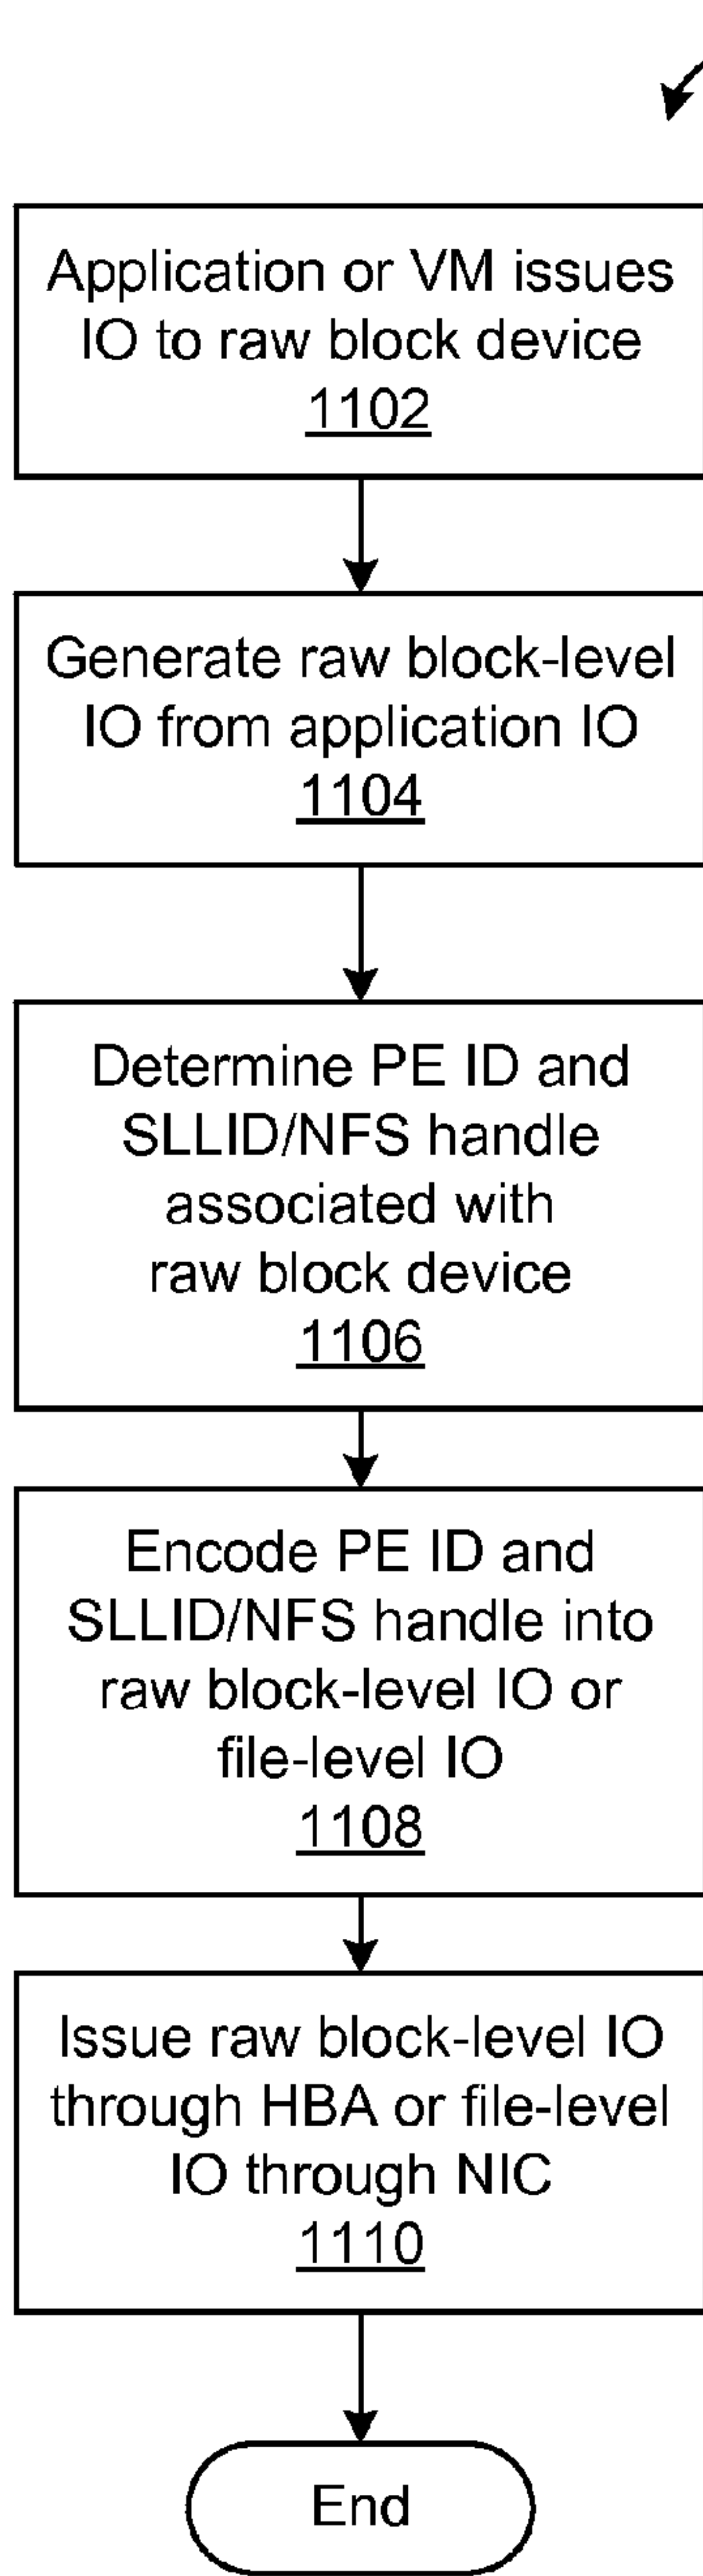 Application or VM issues
IO to raw block device
1102
Generate raw block-level
IO from application IO
1104
Determine PE ID and
SLLID/NFS handle
associated with
raw block device
1106
Encode PE ID and
SLLID/NFS handle into
raw block-level IO or
file-level IO
1108
Issue raw block-level IO
through HBA or file-level
IO through NIC
1110
End